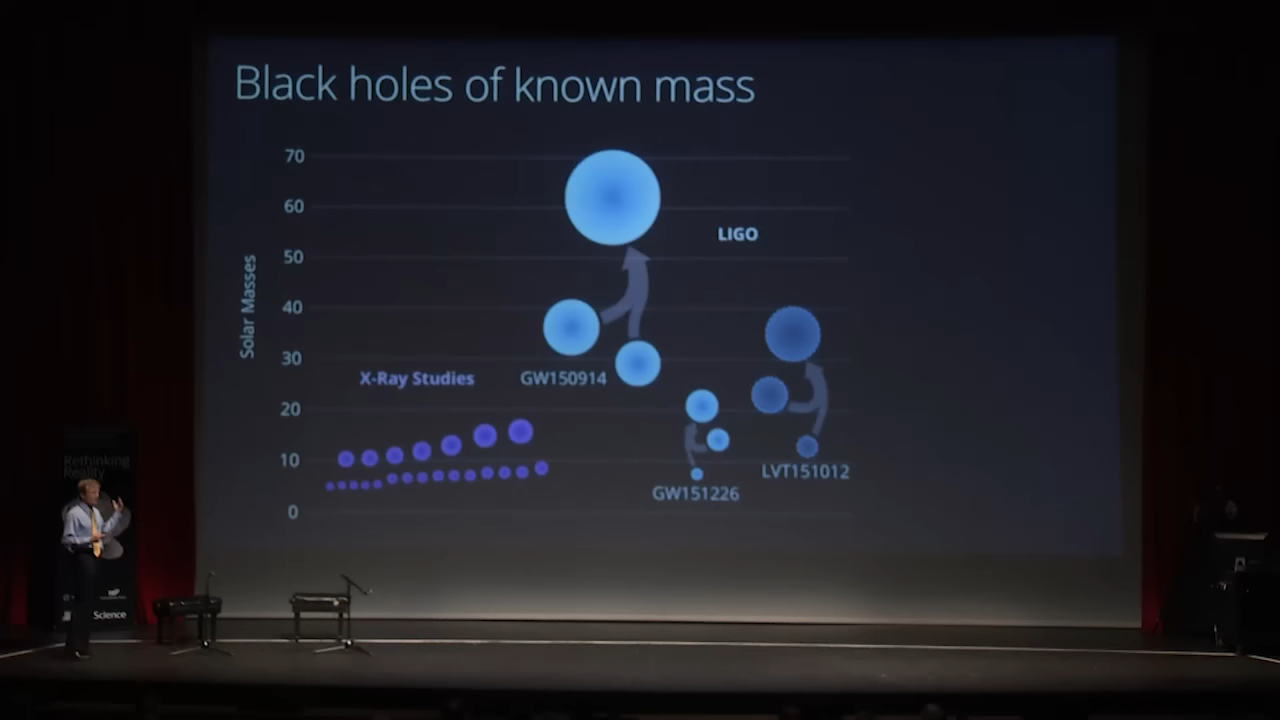 Black holes of known mass
70
60
LIGO
50
Solar Masses
40
30
X-Ray Studies
GW150914
20
10
LVT151012
GW151226
0
Rethinking
Reality
Science